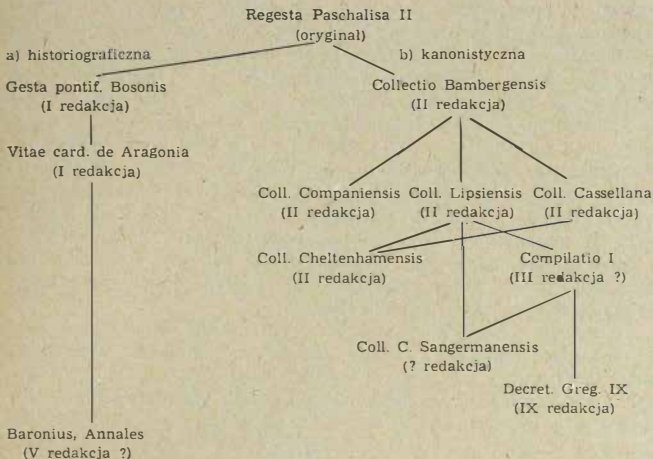 Regesta Paschalisa II
(oryginał)
a) historiograficzna
b) kanonistyczna
Gesta pontif. Bosonis
(I redakcja)
Collectio Bambergensis
(II redakcja)
Vitae card. de Aragonia
(I redakcja)
Coll. Companiensis
(II redakcja)
Coll. Lipsiensis
(II redakcja)
Coll. Cassellana
(II redakcja)
Coll. Cheltenhamensis
(II redakcja)
Compilatio I
(III redakcja ?)
Coll. C. Sangermanensis
(? redakcja)
Decret. Greg. IX
(IX redakcja)
Baronius, Annales
(V redakcja ?)